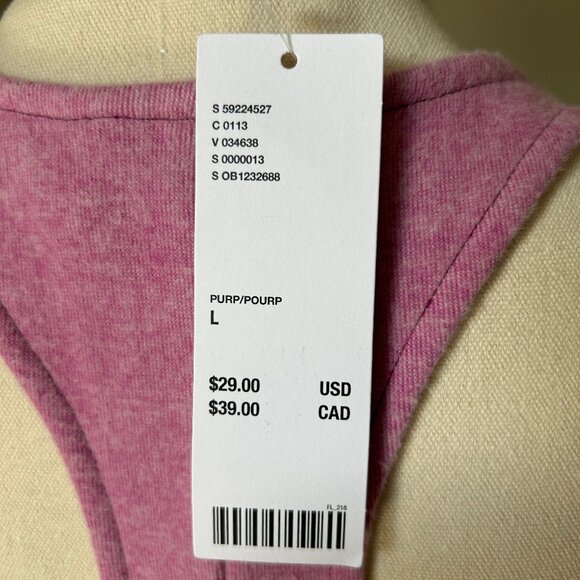 S 59224527
C 0113
V 034638
S 0000013
S OB1232688
PURP/POURP
L
$29.00 USD
$39.00 CAD
FL_218